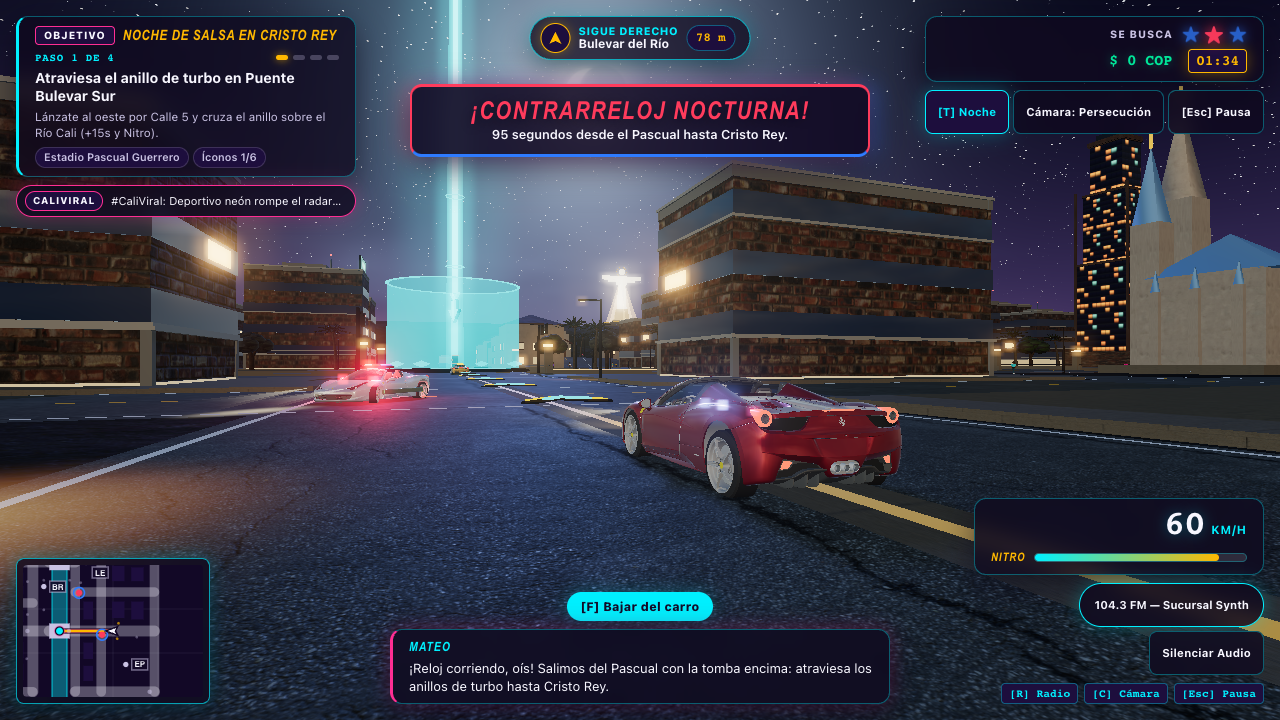 OBJETIVO NOCHE DE SALSA EN CRISTO REY
PASO 1 DE 4
Atraviesa el anillo de turbo en Puente
Bulevar Sur
Lánzate al oeste por Calle 5 y cruza el anillo sobre el
Río Cali (+15s y Nitro).
Estadio Pascual Guerrero Íconos 1/6
CALIVIRAL #CaliViral: Deportivo neón rompe el radar...
SIGUE DERECHO
Bulevar del Río
78 m
¡CONTRARRELOJ NOCTURNA!
95 segundos desde el Pascual hasta Cristo Rey.
SE BUSCA
$ 0 COP 01:34
[T] Noche Cámara: Persecución [Esc] Pausa
LE
BR
EP
[F] Bajar del carro
MATEO
¡Reloj corriendo, oís! Salimos del Pascual con la tomba encima: atraviesa los
anillos de turbo hasta Cristo Rey.
60 KM/H
NITRO
104.3 FM — Sucursal Synth
Silenciar Audio
[R] Radio [C] Cámara [Esc] Pausa